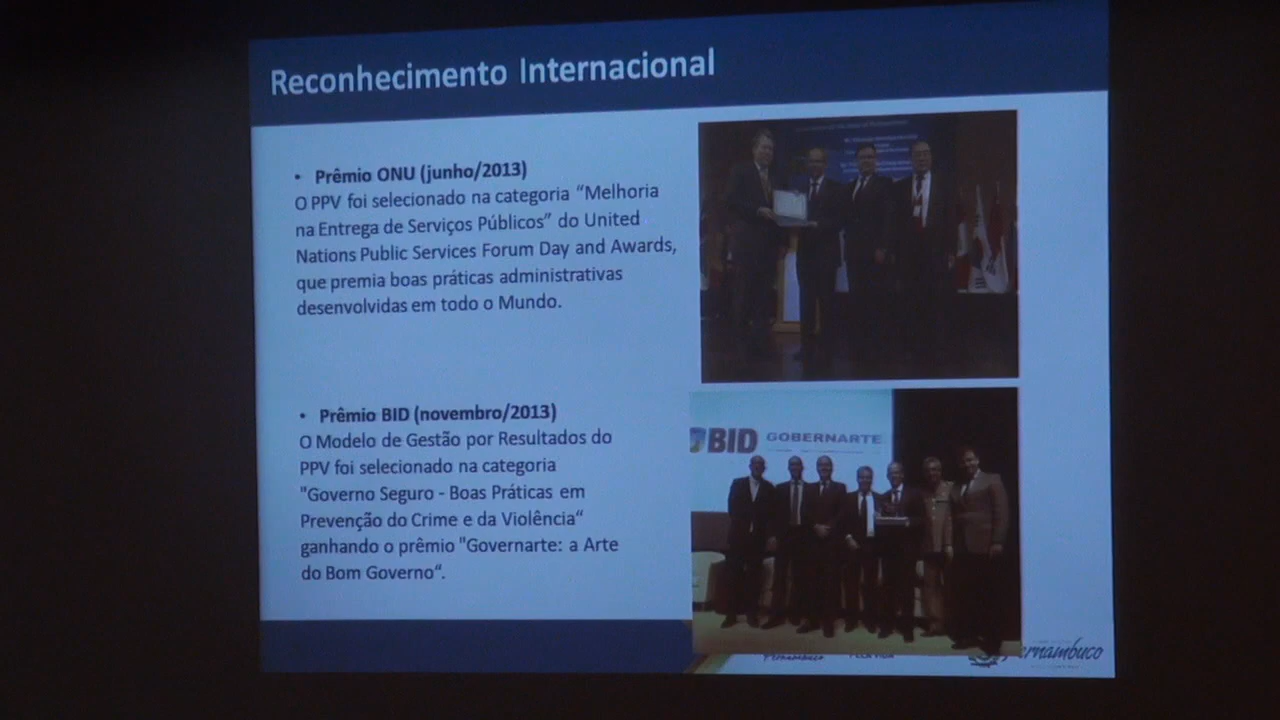 Reconhecimento Internacional
• Prêmio ONU (junho/2013)
O PPV foi selecionado na categoria “Melhoria
na Entrega de Serviços Públicos” do United
Nations Public Services Forum Day and Awards,
que premia boas práticas administrativas
desenvolvidas em todo o Mundo.
• Prêmio BID (novembro/2013)
O Modelo de Gestão por Resultados do
PPV foi selecionado na categoria
"Governo Seguro - Boas Práticas em
Prevenção do Crime e da Violência“
ganhando o prêmio "Governarte: a Arte
do Bom Governo“.
BID GOBERNARTE
Pernambuco
Pernambuco